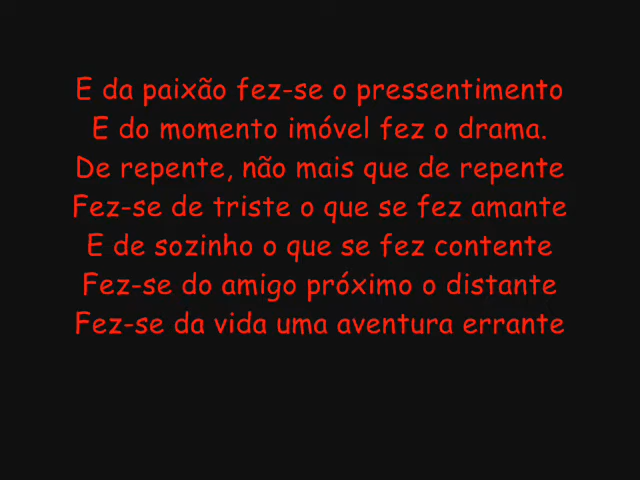 E da paixão fez-se o pressentimento
E do momento imóvel fez o drama.
De repente, não mais que de repente
Fez-se de triste o que se fez amante
E de sozinho o que se fez contente
Fez-se do amigo próximo o distante
Fez-se da vida uma aventura errante